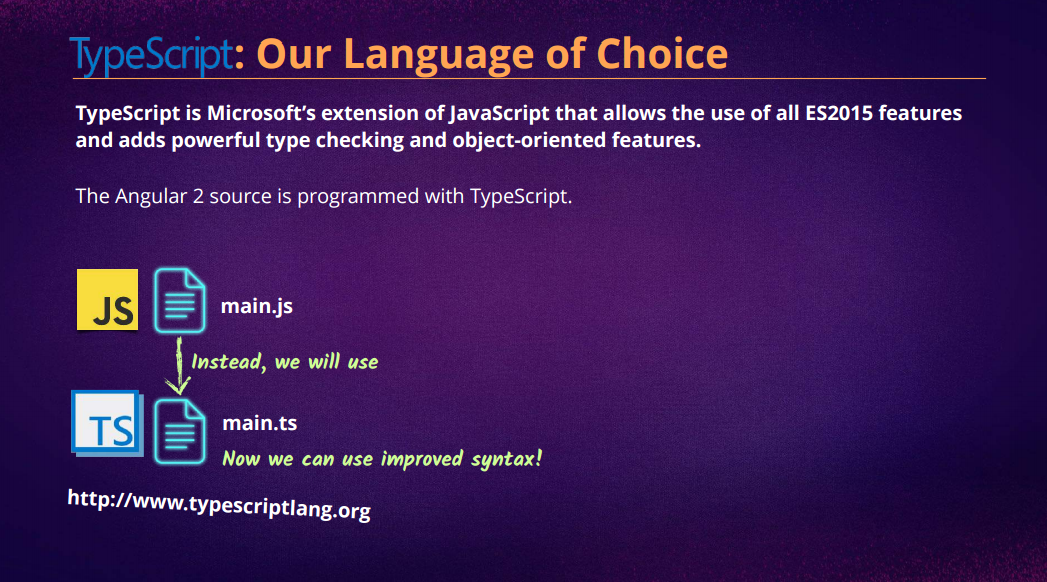 TypeScript: Our Language of Choice
TypeScript is Microsoft’s extension of JavaScript that allows the use of all ES2015 features
and adds powerful type checking and object-oriented features.
The Angular 2 source is programmed with TypeScript.
JS
main.js
Instead, we will use
TS
main.ts
Now we can use improved syntax!
http://www.typescriptlang.org